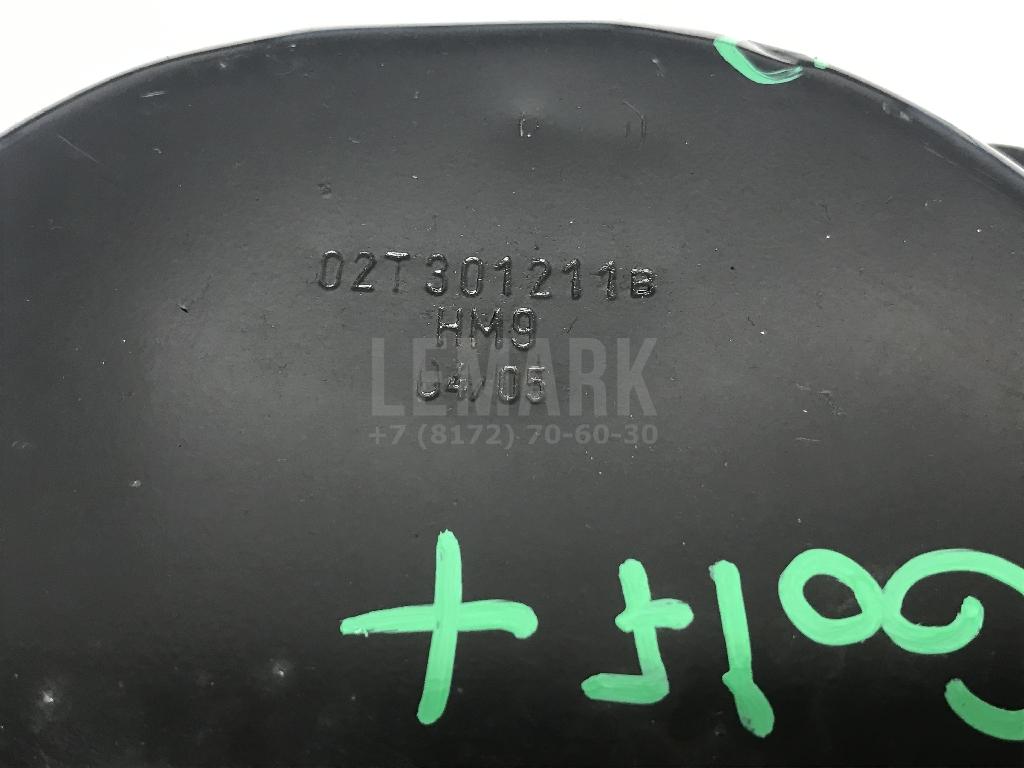 02T301211B
HM9
04/05
LEMARK
+7 (8172) 70-60-30
Golf +